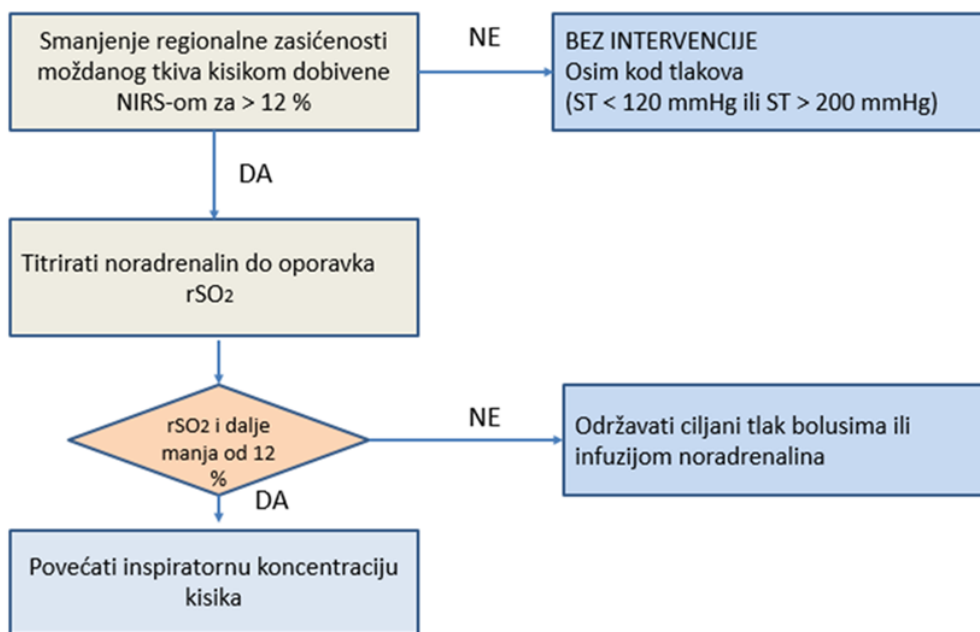 Smanjenje regionalne zasićenosti
moždanog tkiva kisikom dobivene
NIRS-om za > 12 %
NE
BEZ INTERVENCIJE
Osim kod tlakova
(ST < 120 mmHg ili ST > 200 mmHg)
DA
Titrirati noradrenalin do oporavka
rSO₂
rSO₂ i dalje
manja od 12
%
NE
Održavati ciljani tlak bolusima ili
infuzijom noradrenalina
DA
Povećati inspiratornu koncentraciju
kisika